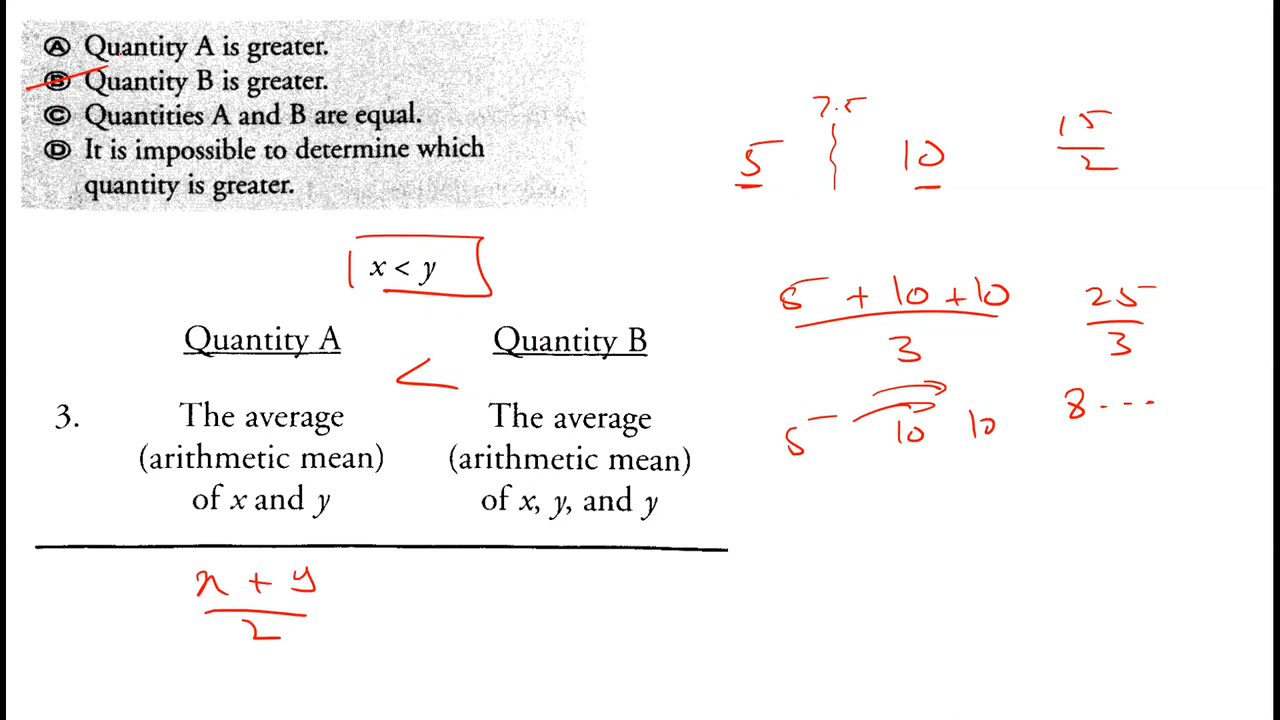 Ⓐ Quantity A is greater.
Ⓑ Quantity B is greater.
Ⓒ Quantities A and B are equal.
Ⓓ It is impossible to determine which
quantity is greater.
x < y
Quantity A < Quantity B
3. The average The average
(arithmetic mean) (arithmetic mean)
of x and y of x, y, and y
x + y
2
7.5
5 10
15
2
5 + 10 + 10
3
25
3
5 10 10
8 ...